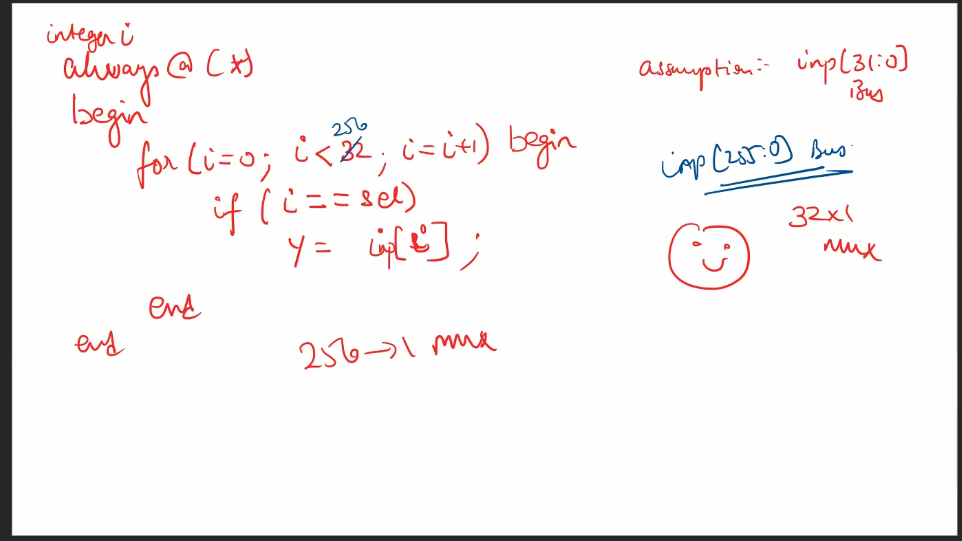 integer i
always@ (*)
begin
for (i=0; i<32; i=i+1) begin
256
if (i==sel)
y = inp[i];
end
end
256→1 mux
assumption:- inp[31:0]
Bus
inp[255:0] Bus
32x1
mux